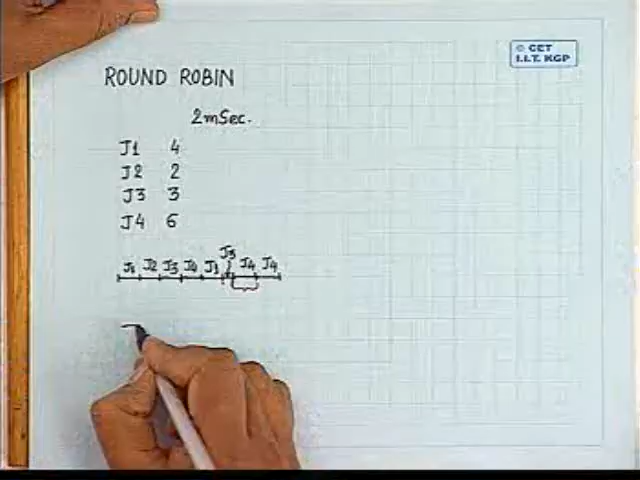 © CET
I.I.T. KGP
ROUND ROBIN
2mSec.
J1 4
J2 2
J3 3
J4 6
J3
J1 J2 J3 J4 J1 J4 J4